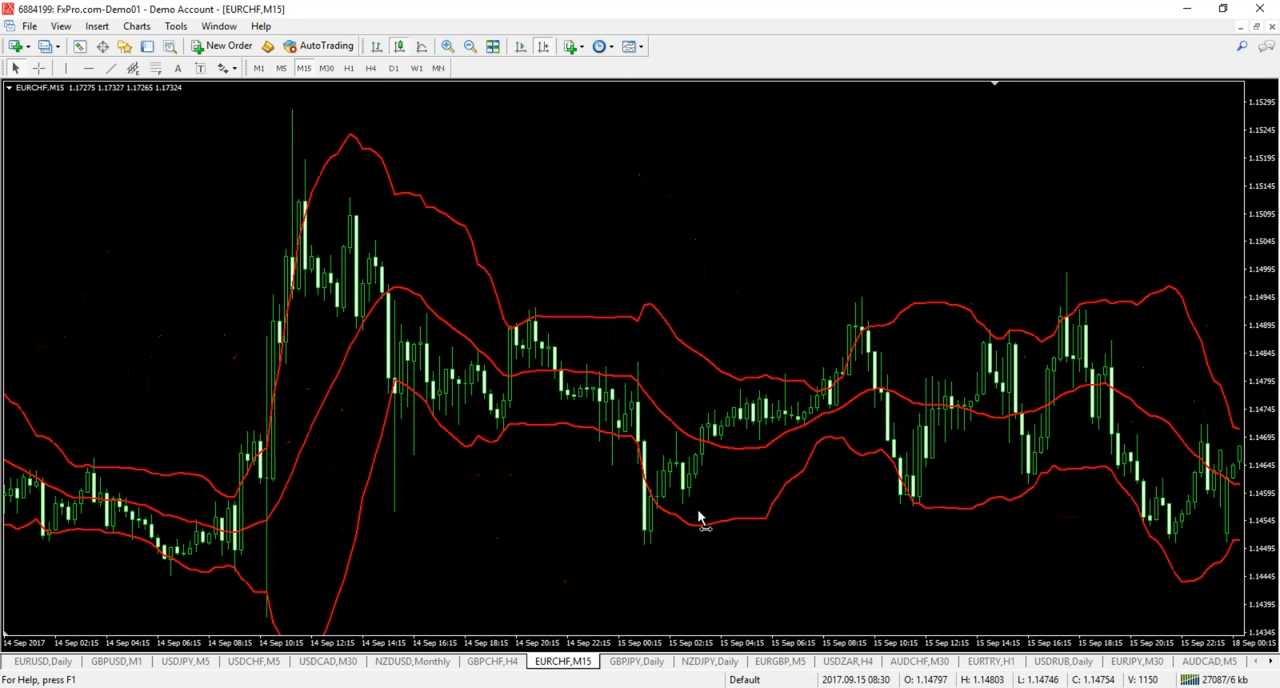 6884199: FxPro.com-Demo01 - Demo Account - [EURCHF,M15]
File View Insert Charts Tools Window Help
New Order AutoTrading
A T M1 M5 M15 M30 H1 H4 D1 W1 MN
EURCHF,M15 1.17275 1.17327 1.17265 1.17324
1.15295
1.15245
1.15195
1.15145
1.15095
1.15045
1.14995
1.14945
1.14895
1.14845
1.14795
1.14745
1.14695
1.14645
1.14595
1.14545
1.14495
1.14445
1.14395
1.14345
14 Sep 2017 14 Sep 02:15 14 Sep 04:15 14 Sep 06:15 14 Sep 08:15 14 Sep 10:15 14 Sep 12:15 14 Sep 14:15 14 Sep 16:15 14 Sep 18:15 14 Sep 20:15 14 Sep 22:15 15 Sep 00:15 15 Sep 02:15 15 Sep 04:15 15 Sep 06:15 15 Sep 08:15 15 Sep 10:15 15 Sep 12:15 15 Sep 14:15 15 Sep 16:15 15 Sep 18:15 15 Sep 20:15 15 Sep 22:15 18 Sep 00:15
EURUSD,Daily GBPUSD,M1 USDJPY,M5 USDCHF,M5 USDCAD,M30 NZDUSD,Monthly GBPCHF,H4 EURCHF,M15 GBPJPY,Daily NZDJPY,Daily EURGBP,M5 USDZAR,H4 AUDCHF,M30 EURTRY,H1 USDRUB,Daily EURJPY,M30 AUDCAD,M5
For Help, press F1 Default 2017.09.15 08:30 O: 1.14797 H: 1.14803 L: 1.14746 C: 1.14754 V: 1150 27087/6 kb